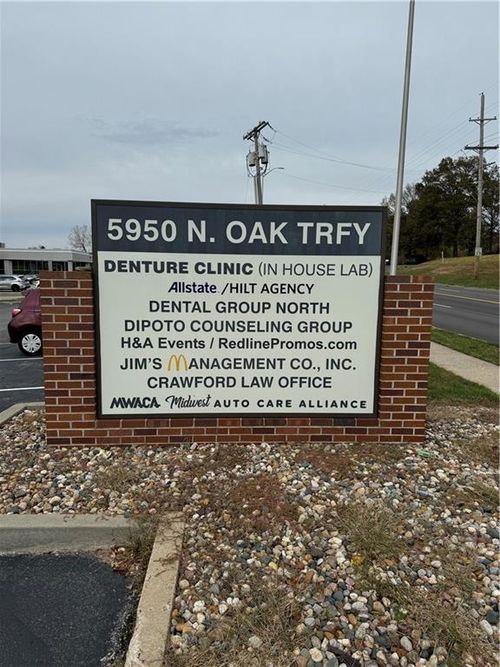 5950 N. OAK TRFY
DENTURE CLINIC (IN HOUSE LAB)
Allstate /HILT AGENCY
DENTAL GROUP NORTH
DIPOTO COUNSELING GROUP
H&A Events / RedlinePromos.com
JIM'S MANAGEMENT CO., INC.
CRAWFORD LAW OFFICE
MWACA Midwest AUTO CARE ALLIANCE